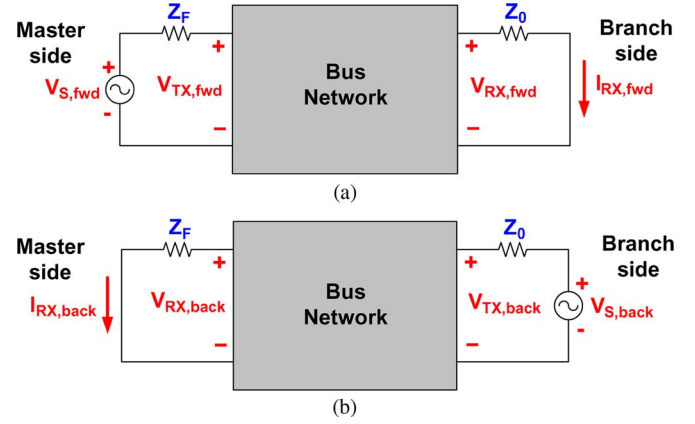 Master side
Z_F
Z_0
Branch side
+
+
+
V_S,fwd
V_TX,fwd
Bus Network
V_RX,fwd
I_RX,fwd
-
−
−
(a)
Master side
Z_F
Z_0
Branch side
+
+
+
I_RX,back
V_RX,back
Bus Network
V_TX,back
V_S,back
−
−
-
(b)